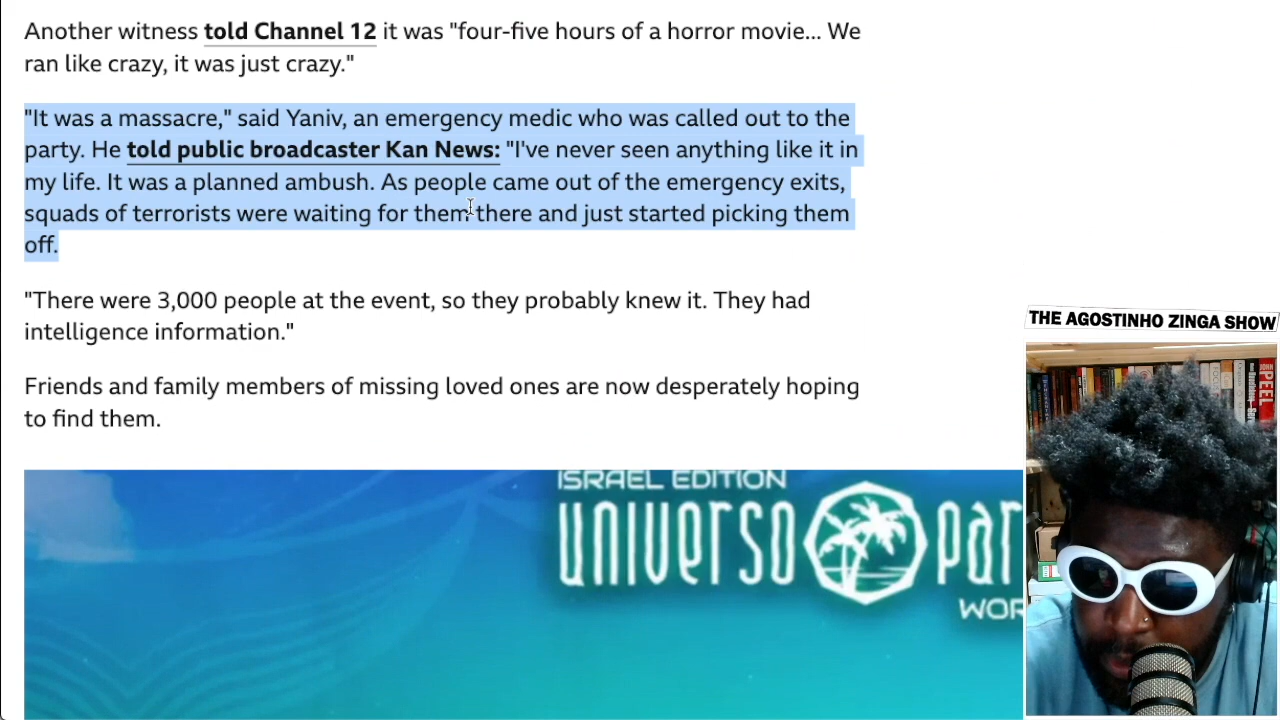 Another witness told Channel 12 it was "four-five hours of a horror movie... We
ran like crazy, it was just crazy."
"It was a massacre," said Yaniv, an emergency medic who was called out to the
party. He told public broadcaster Kan News: "I've never seen anything like it in
my life. It was a planned ambush. As people came out of the emergency exits,
squads of terrorists were waiting for them there and just started picking them
off.
"There were 3,000 people at the event, so they probably knew it. They had
intelligence information."
Friends and family members of missing loved ones are now desperately hoping
to find them.
ISRAEL EDITION
UNIVERSO par
WOR
THE AGOSTINHO ZINGA SHOW
PEEL